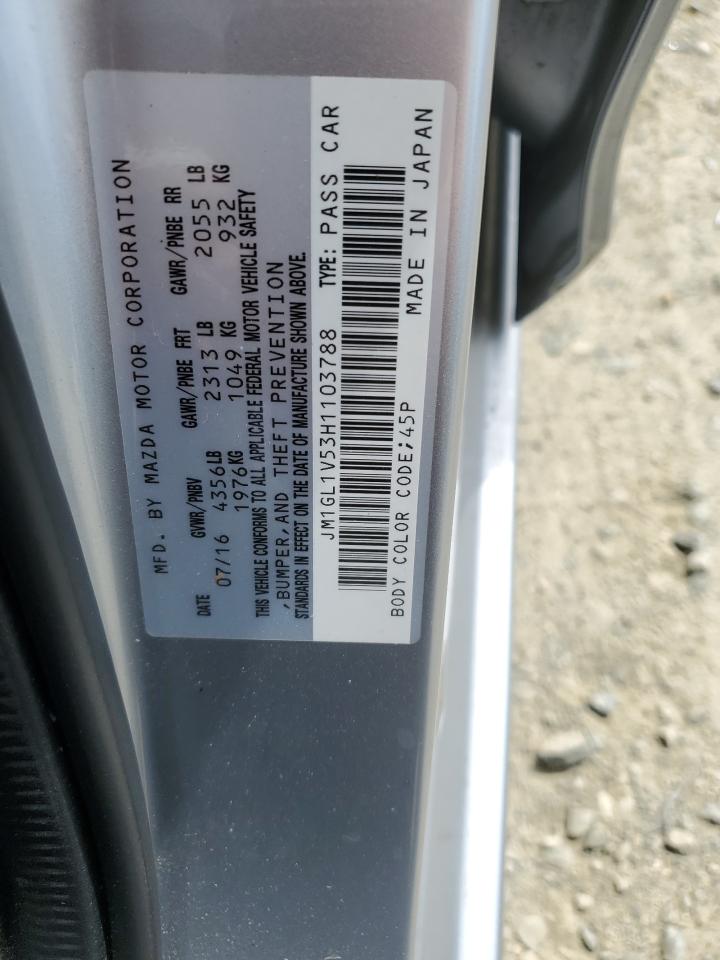 MFD. BY MAZDA MOTOR CORPORATION
DATE GVWR/PNBV GAWR/PNBE FRT GAWR/PNBE RR
07/16 4356LB 2313 LB 2055 LB
1976KG 1049 KG 932 KG
THIS VEHICLE CONFORMS TO ALL APPLICABLE FEDERAL MOTOR VEHICLE SAFETY
,BUMPER,AND THEFT PREVENTION
STANDARDS IN EFFECT ON THE DATE OF MANUFACTURE SHOWN ABOVE.
JM1GL1V53H1103788 TYPE: PASS CAR
BODY COLOR CODE;45P MADE IN JAPAN